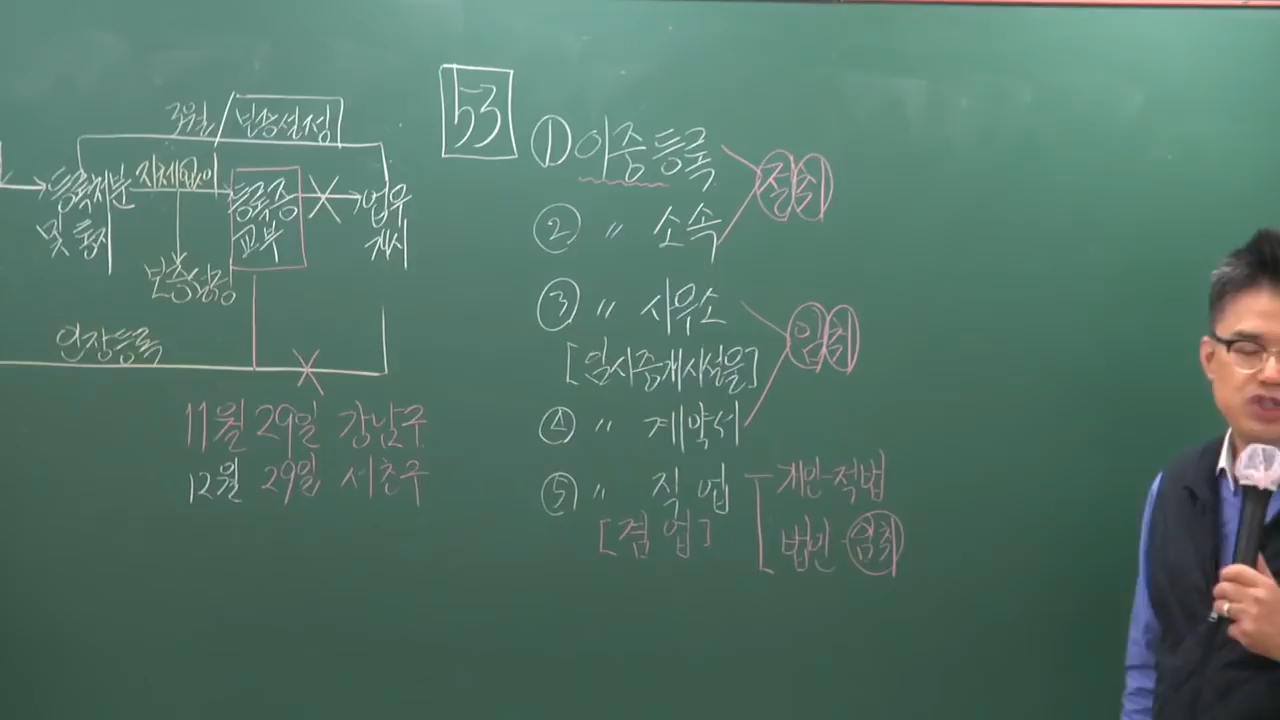 3월 / 보증설정
등록처분 및 통지
지체없이
등록증 교부
업무 개시
보증설정
인장등록
11월 29일 강남구
12월 29일 서초구
53
① 이중등록
② 〃 소속
절취
③ 〃 사무소
[임시중개시설물]
④ 〃 계약서
임취
⑤ 〃 직업
[겸업]
개인-적법
법인-임취